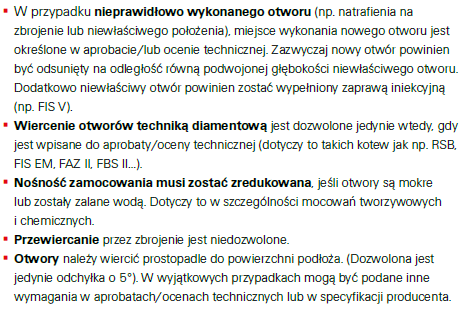 ▪ W przypadku nieprawidłowo wykonanego otworu (np. natrafienia na
zbrojenie lub niewłaściwego położenia), miejsce wykonania nowego otworu jest
określone w aprobacie/lub ocenie technicznej. Zazwyczaj nowy otwór powinien
być odsunięty na odległość równą podwojonej głębokości niewłaściwego otworu.
Dodatkowo niewłaściwy otwór powinien zostać wypełniony zaprawą iniekcyjną
(np. FIS V).
▪ Wiercenie otworów techniką diamentową jest dozwolone jedynie wtedy, gdy
jest wpisane do aprobaty/oceny technicznej (dotyczy to takich kotew jak np. RSB,
FIS EM, FAZ II, FBS II...).
▪ Nośność zamocowania musi zostać zredukowana, jeśli otwory są mokre
lub zostały zalane wodą. Dotyczy to w szczególności mocowań tworzywowych
i chemicznych.
▪ Przewiercanie przez zbrojenie jest niedozwolone.
▪ Otwory należy wiercić prostopadle do powierzchni podłoża. (Dozwolona jest
jedynie odchyłka o 5°). W wyjątkowych przypadkach mogą być podane inne
wymagania w aprobatach/ocenach technicznych lub w specyfikacji producenta.